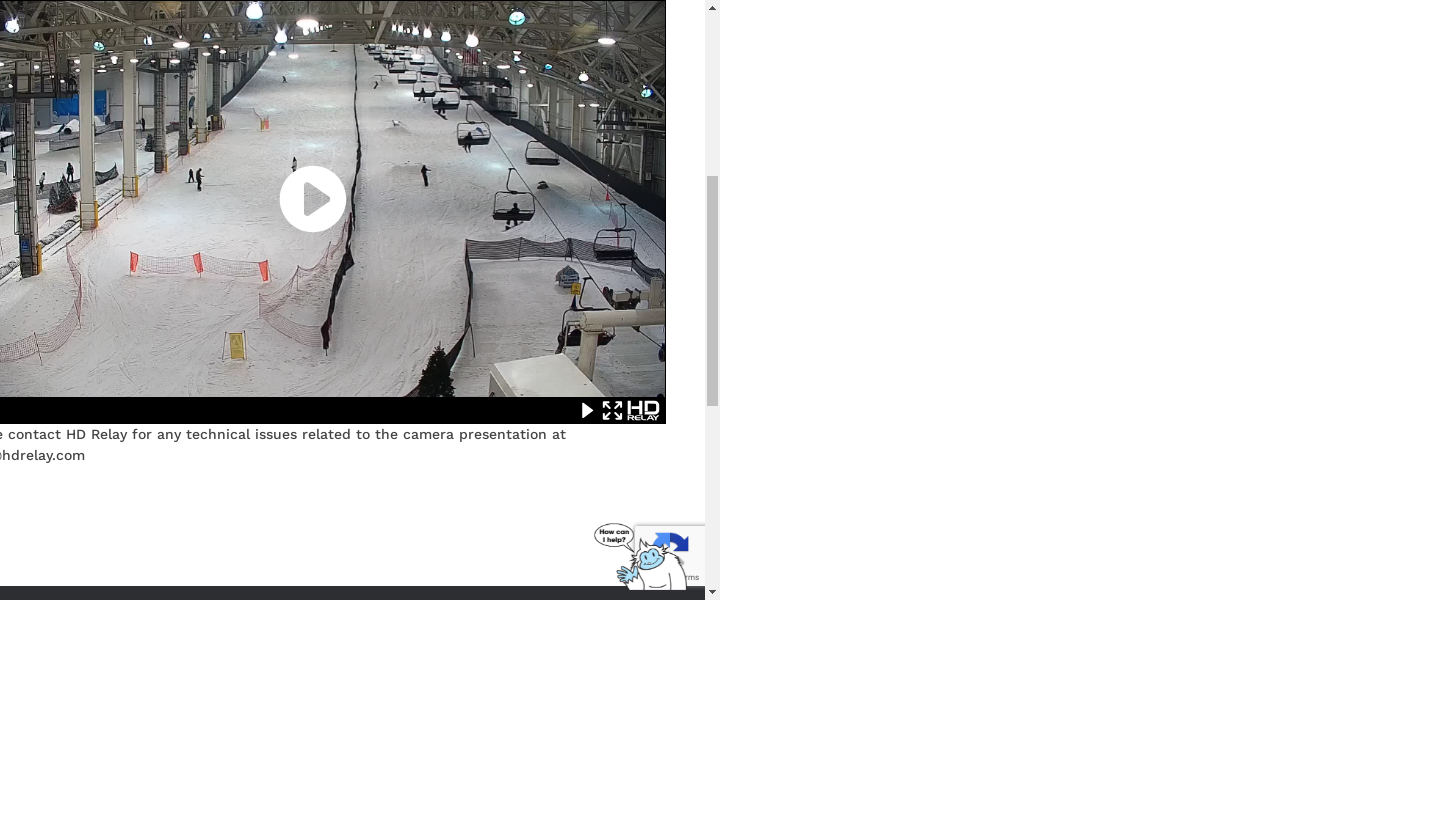 HD
RELAY
contact HD Relay for any technical issues related to the camera presentation at
@hdrelay.com
How can
I help?